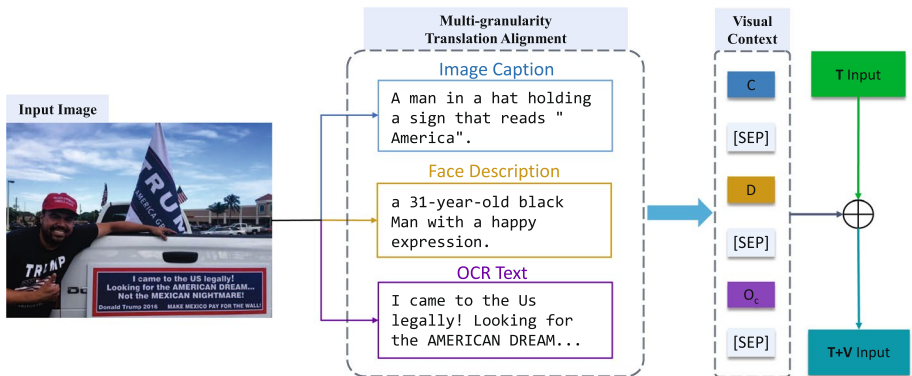 Multi-granularity
Translation Alignment
Visual
Context
Input Image
Image Caption
A man in a hat holding
a sign that reads "
America".
Face Description
a 31-year-old black
Man with a happy
expression.
OCR Text
I came to the Us
legally! Looking for
the AMERICAN DREAM...
TRUMP
AMERICA
TRUMP
I came to the US legally!
Looking for the AMERICAN DREAM...
Not the MEXICAN NIGHTMARE!
Donald Trump 2016 MAKE MEXICO PAY FOR THE WALL!
C
[SEP]
D
[SEP]
Oc
[SEP]
T Input
T+V Input